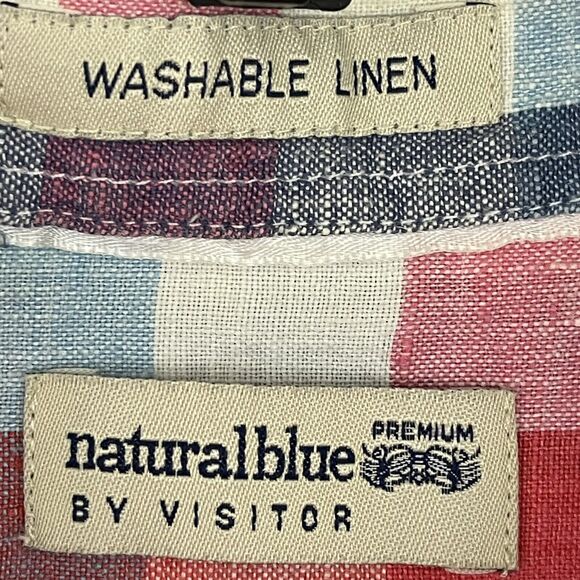 WASHABLE LINEN
naturalblue PREMIUM
BY VISITOR